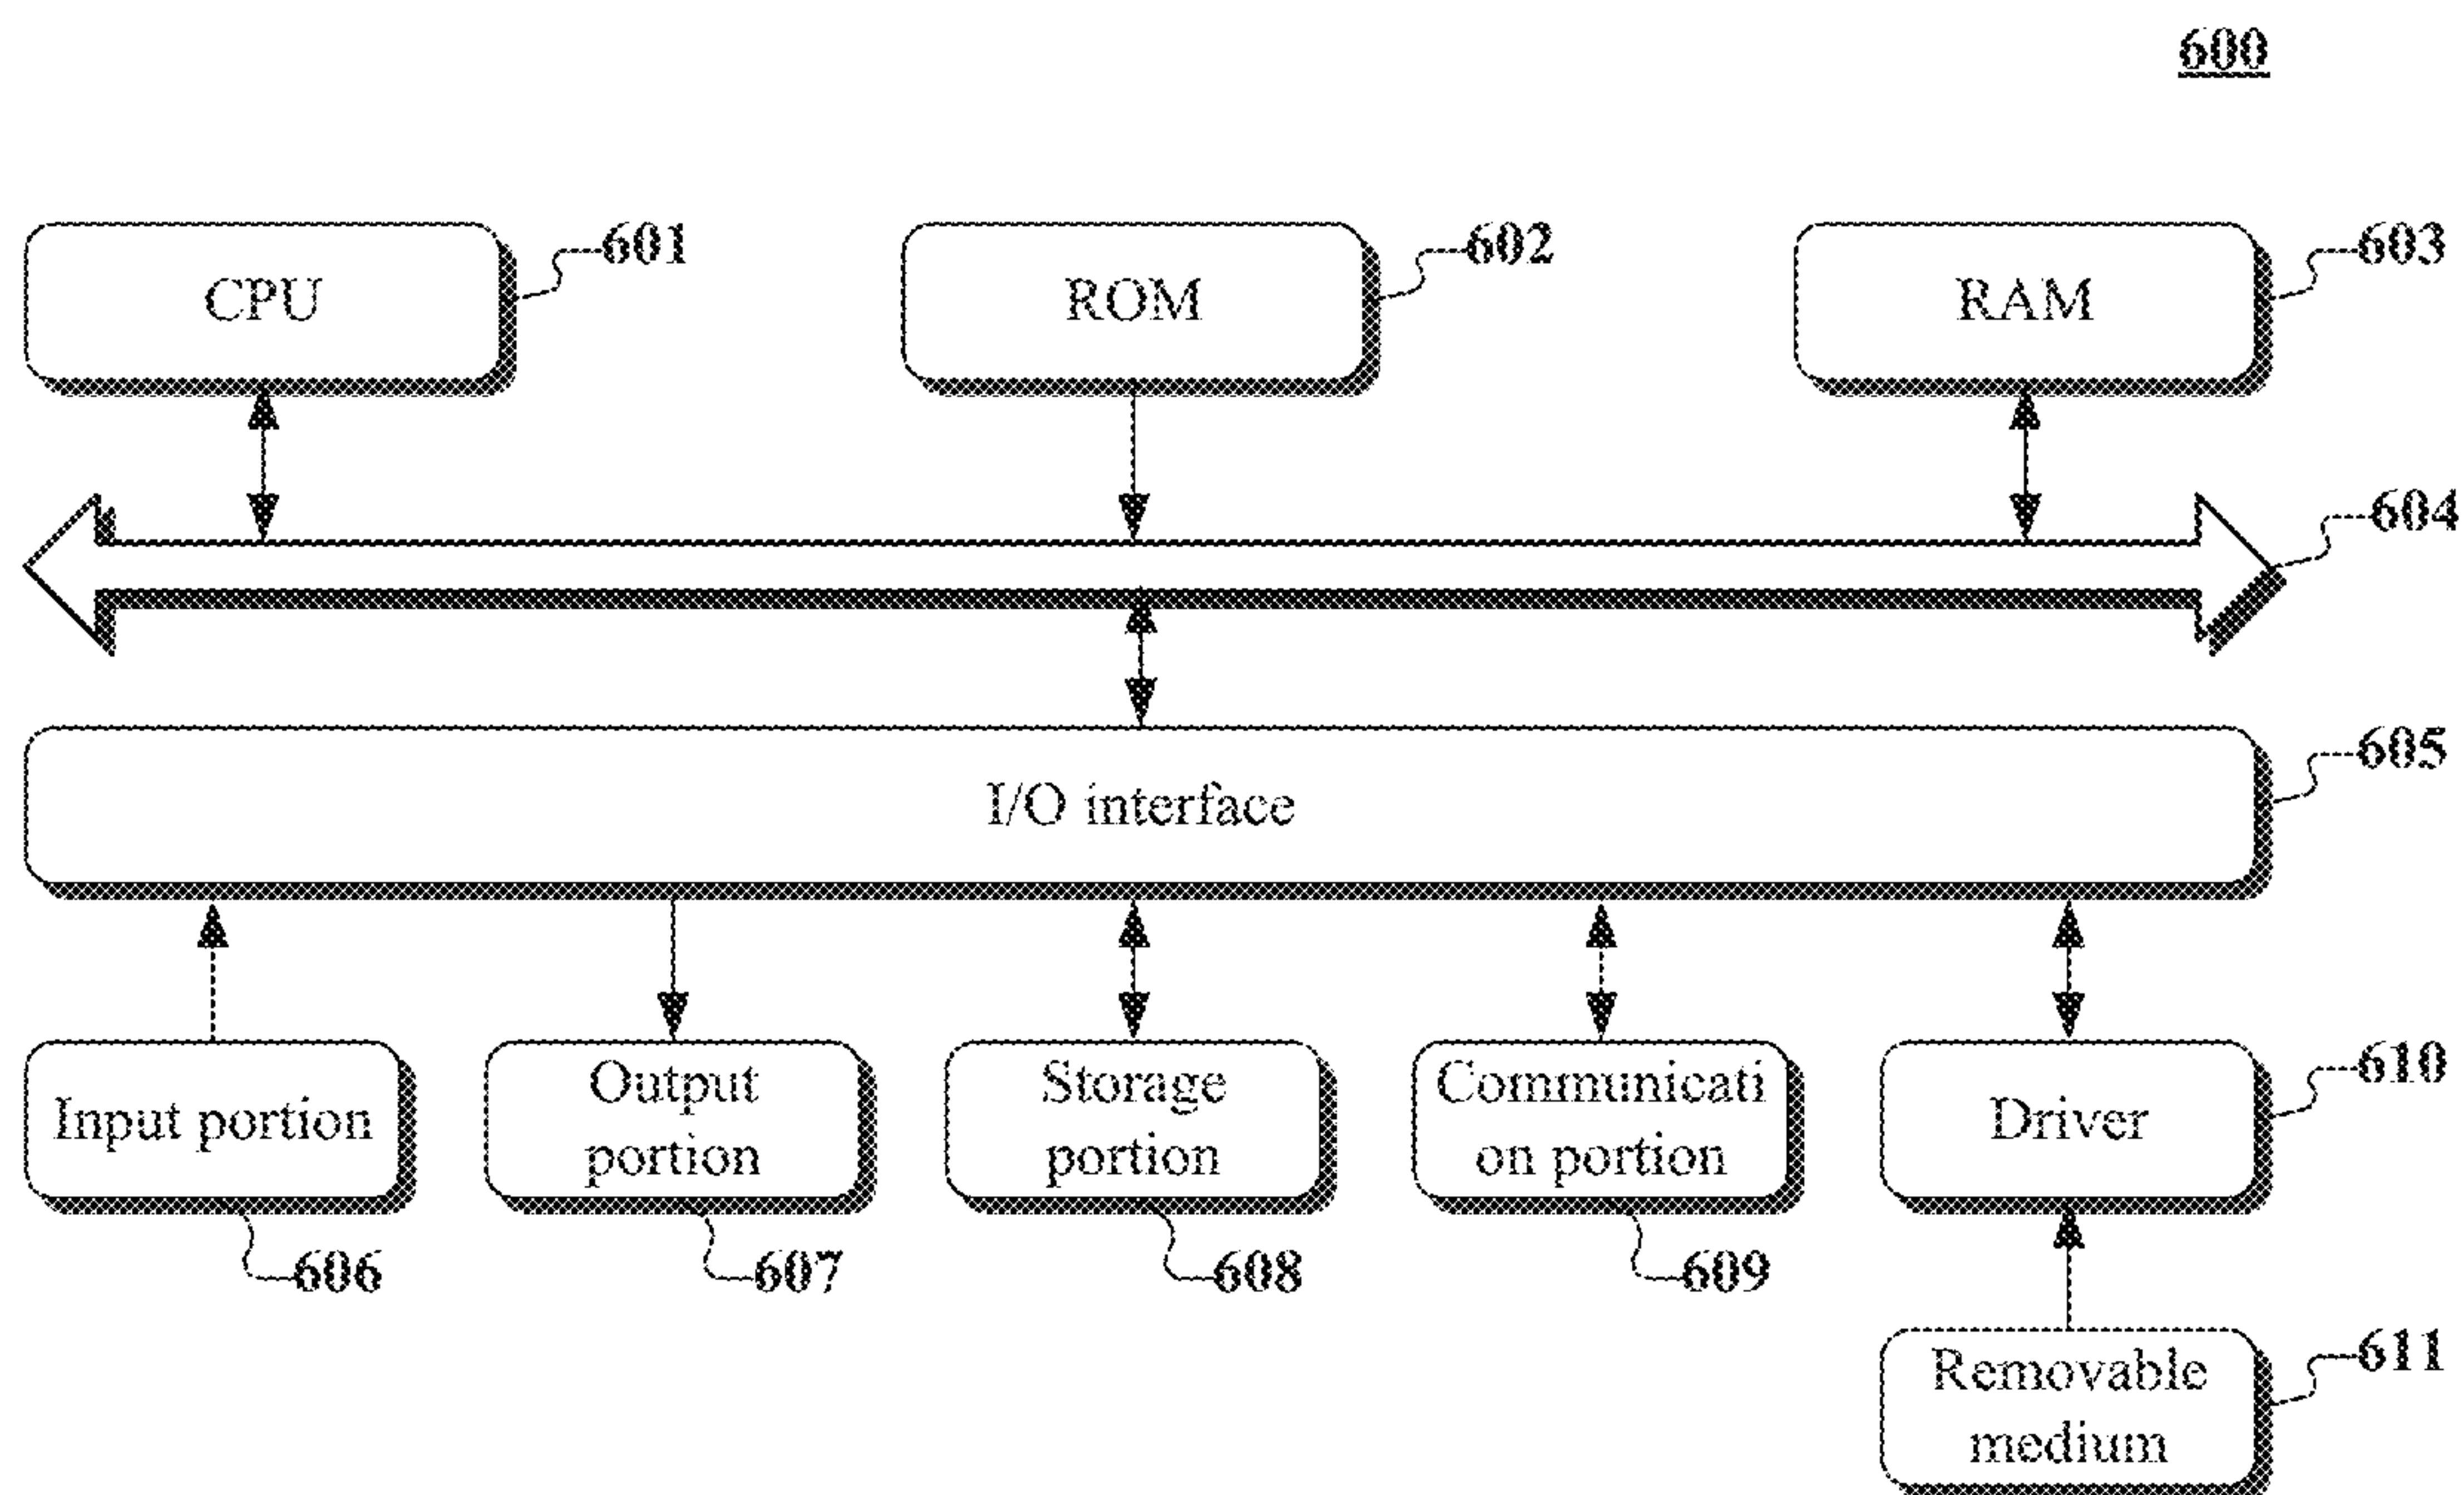 600
CPU
601
ROM
602
RAM
603
604
I/O interface
605
Input portion
Output
portion
Storage
portion
Communicati
on portion
Driver
610
606
607
608
609
Removable
medium
611